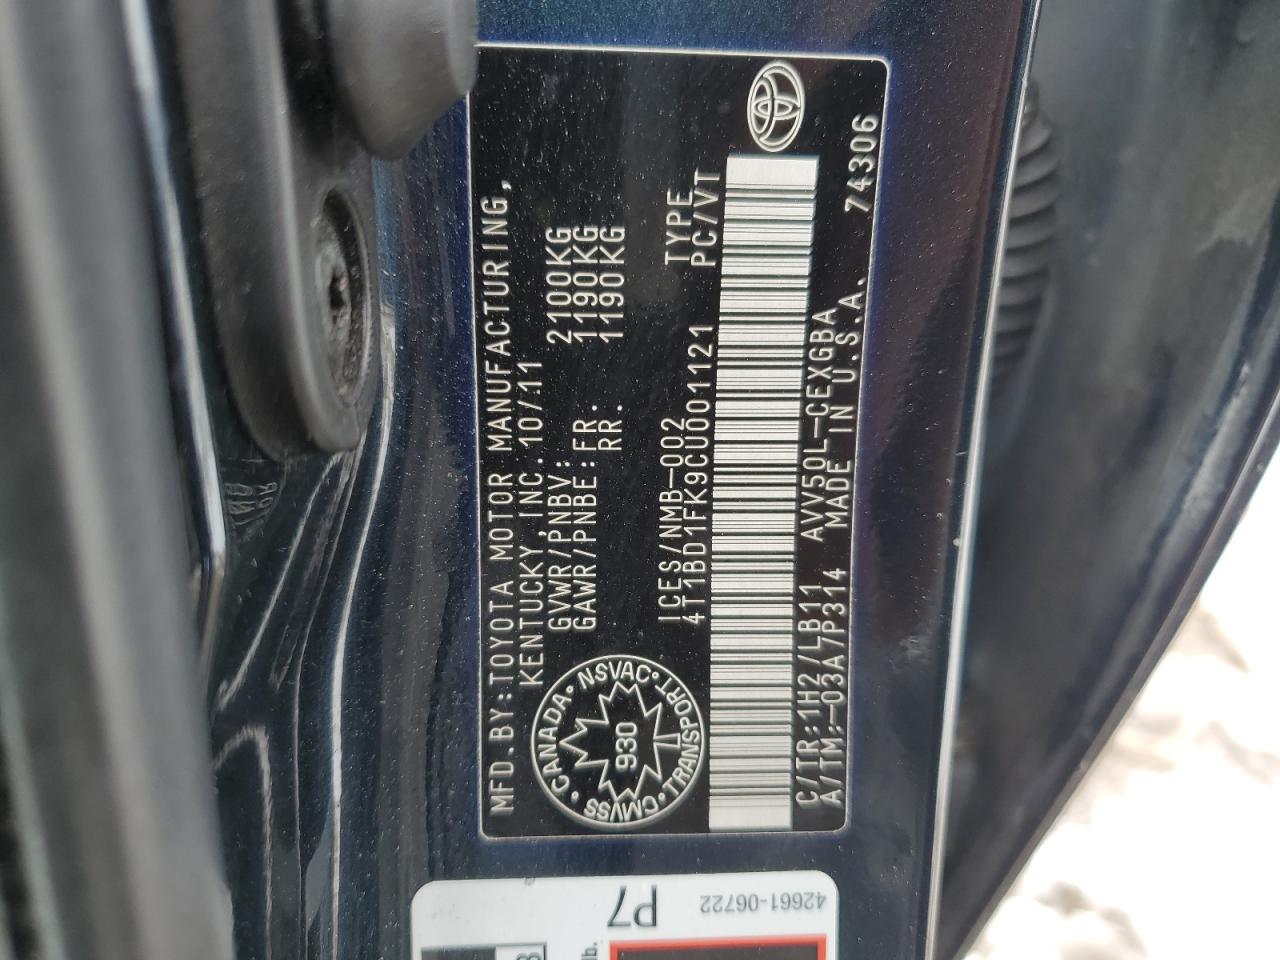 MFD.BY:TOYOTA MOTOR MANUFACTURING,
KENTUCKY,INC. 10/11
GVWR/PNBV: 2100KG
GAWR/PNBE:FR: 1190KG
RR: 1190KG
CANADA NSVAC TRANSPORT CMVSS
930
ICES/NMB-002 TYPE
4T1BD1FK9CU001121 PC/VT
C/TR:1H2/LB11 AVV50L-CEXGBA
A/TM:-03A/P314 MADE IN U.S.A. 74306
P7
42661-06722
lb.